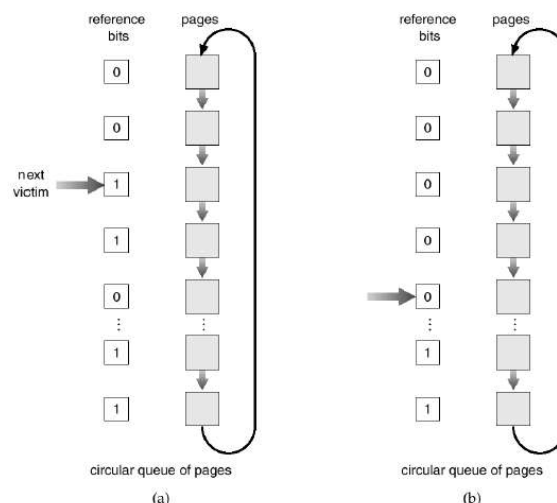 reference bits
pages
0
0
next victim
1
1
0
1
1
circular queue of pages
(a)
reference bits
pages
0
0
0
0
0
1
1
circular queue of pages
(b)